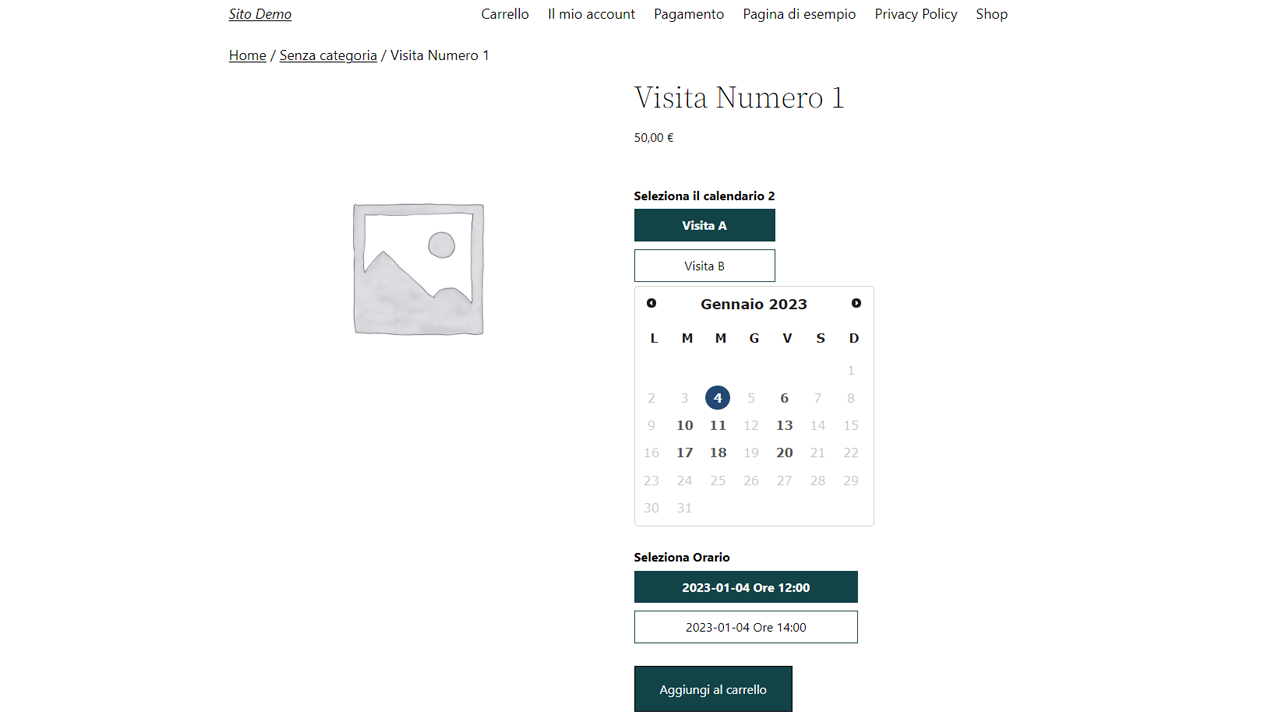 Sito Demo Carrello Il mio account Pagamento Pagina di esempio Privacy Policy Shop
Home / Senza categoria / Visita Numero 1
Visita Numero 1
50,00 €
Seleziona il calendario 2
Visita A
Visita B
Gennaio 2023
L M M G V S D
1
2 3 4 5 6 7 8
9 10 11 12 13 14 15
16 17 18 19 20 21 22
23 24 25 26 27 28 29
30 31
Seleziona Orario
2023-01-04 Ore 12:00
2023-01-04 Ore 14:00
Aggiungi al carrello